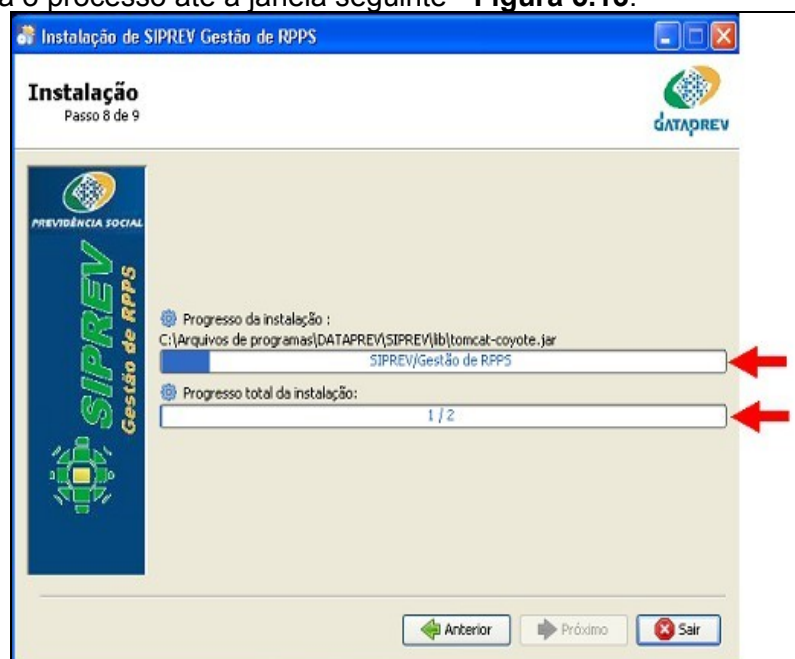 o processo até a janela seguinte - Figura 3.18.
Instalação de SIPREV Gestão de RPPS
Instalação
Passo 8 de 9
DATAPREV
PREVIDÊNCIA SOCIAL
SIPREV
Gestão de RPPS
Progresso da instalação :
C:\Arquivos de programas\DATAPREV\SIPREV\lib\tomcat-coyote.jar
SIPREV/Gestão de RPPS
Progresso total da instalação:
1 / 2
Anterior
Próximo
Sair